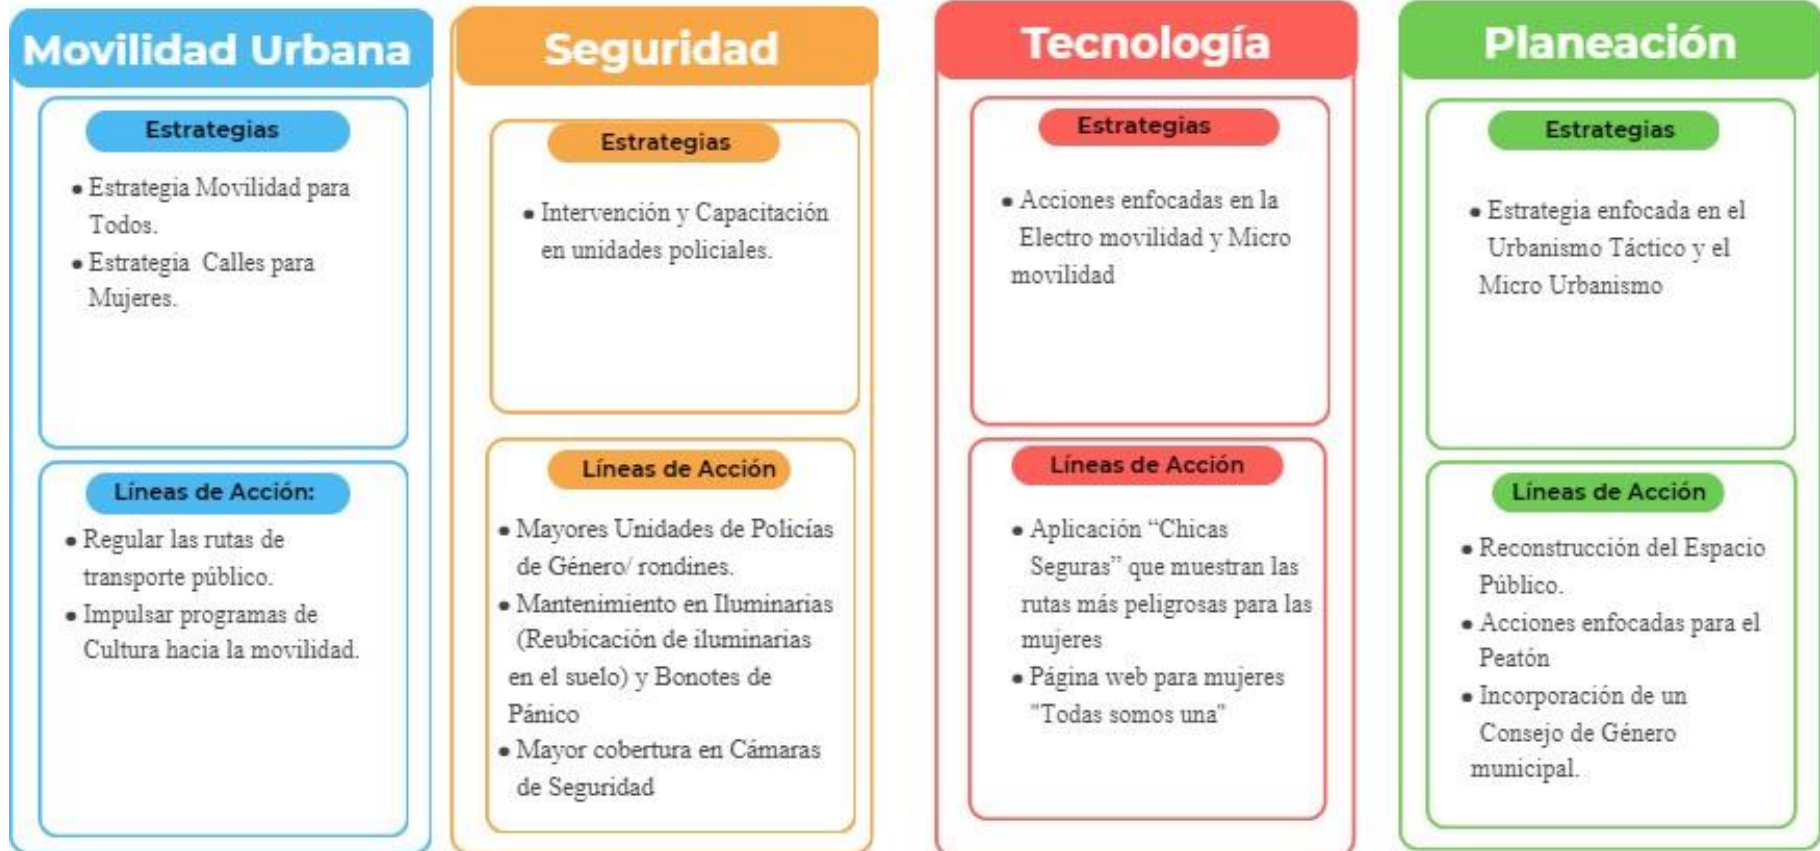 Movilidad Urbana
Estrategias
• Estrategia Movilidad para
Todos.
• Estrategia Calles para
Mujeres.
Líneas de Acción:
• Regular las rutas de
transporte público.
• Impulsar programas de
Cultura hacia la movilidad.
Seguridad
Estrategias
• Intervención y Capacitación
en unidades policiales.
Líneas de Acción
• Mayores Unidades de Policías
de Género/ rondines.
• Mantenimiento en Iluminarias
(Reubicación de iluminarias
en el suelo) y Bonotes de
Pánico
• Mayor cobertura en Cámaras
de Seguridad
Tecnología
Estrategias
• Acciones enfocadas en la
Electro movilidad y Micro
movilidad
Líneas de Acción
• Aplicación “Chicas
Seguras” que muestran las
rutas más peligrosas para las
mujeres
• Página web para mujeres
"Todas somos una"
Planeación
Estrategias
• Estrategia enfocada en el
Urbanismo Táctico y el
Micro Urbanismo
Líneas de Acción
• Reconstrucción del Espacio
Público.
• Acciones enfocadas para el
Peatón
• Incorporación de un
Consejo de Género
municipal.